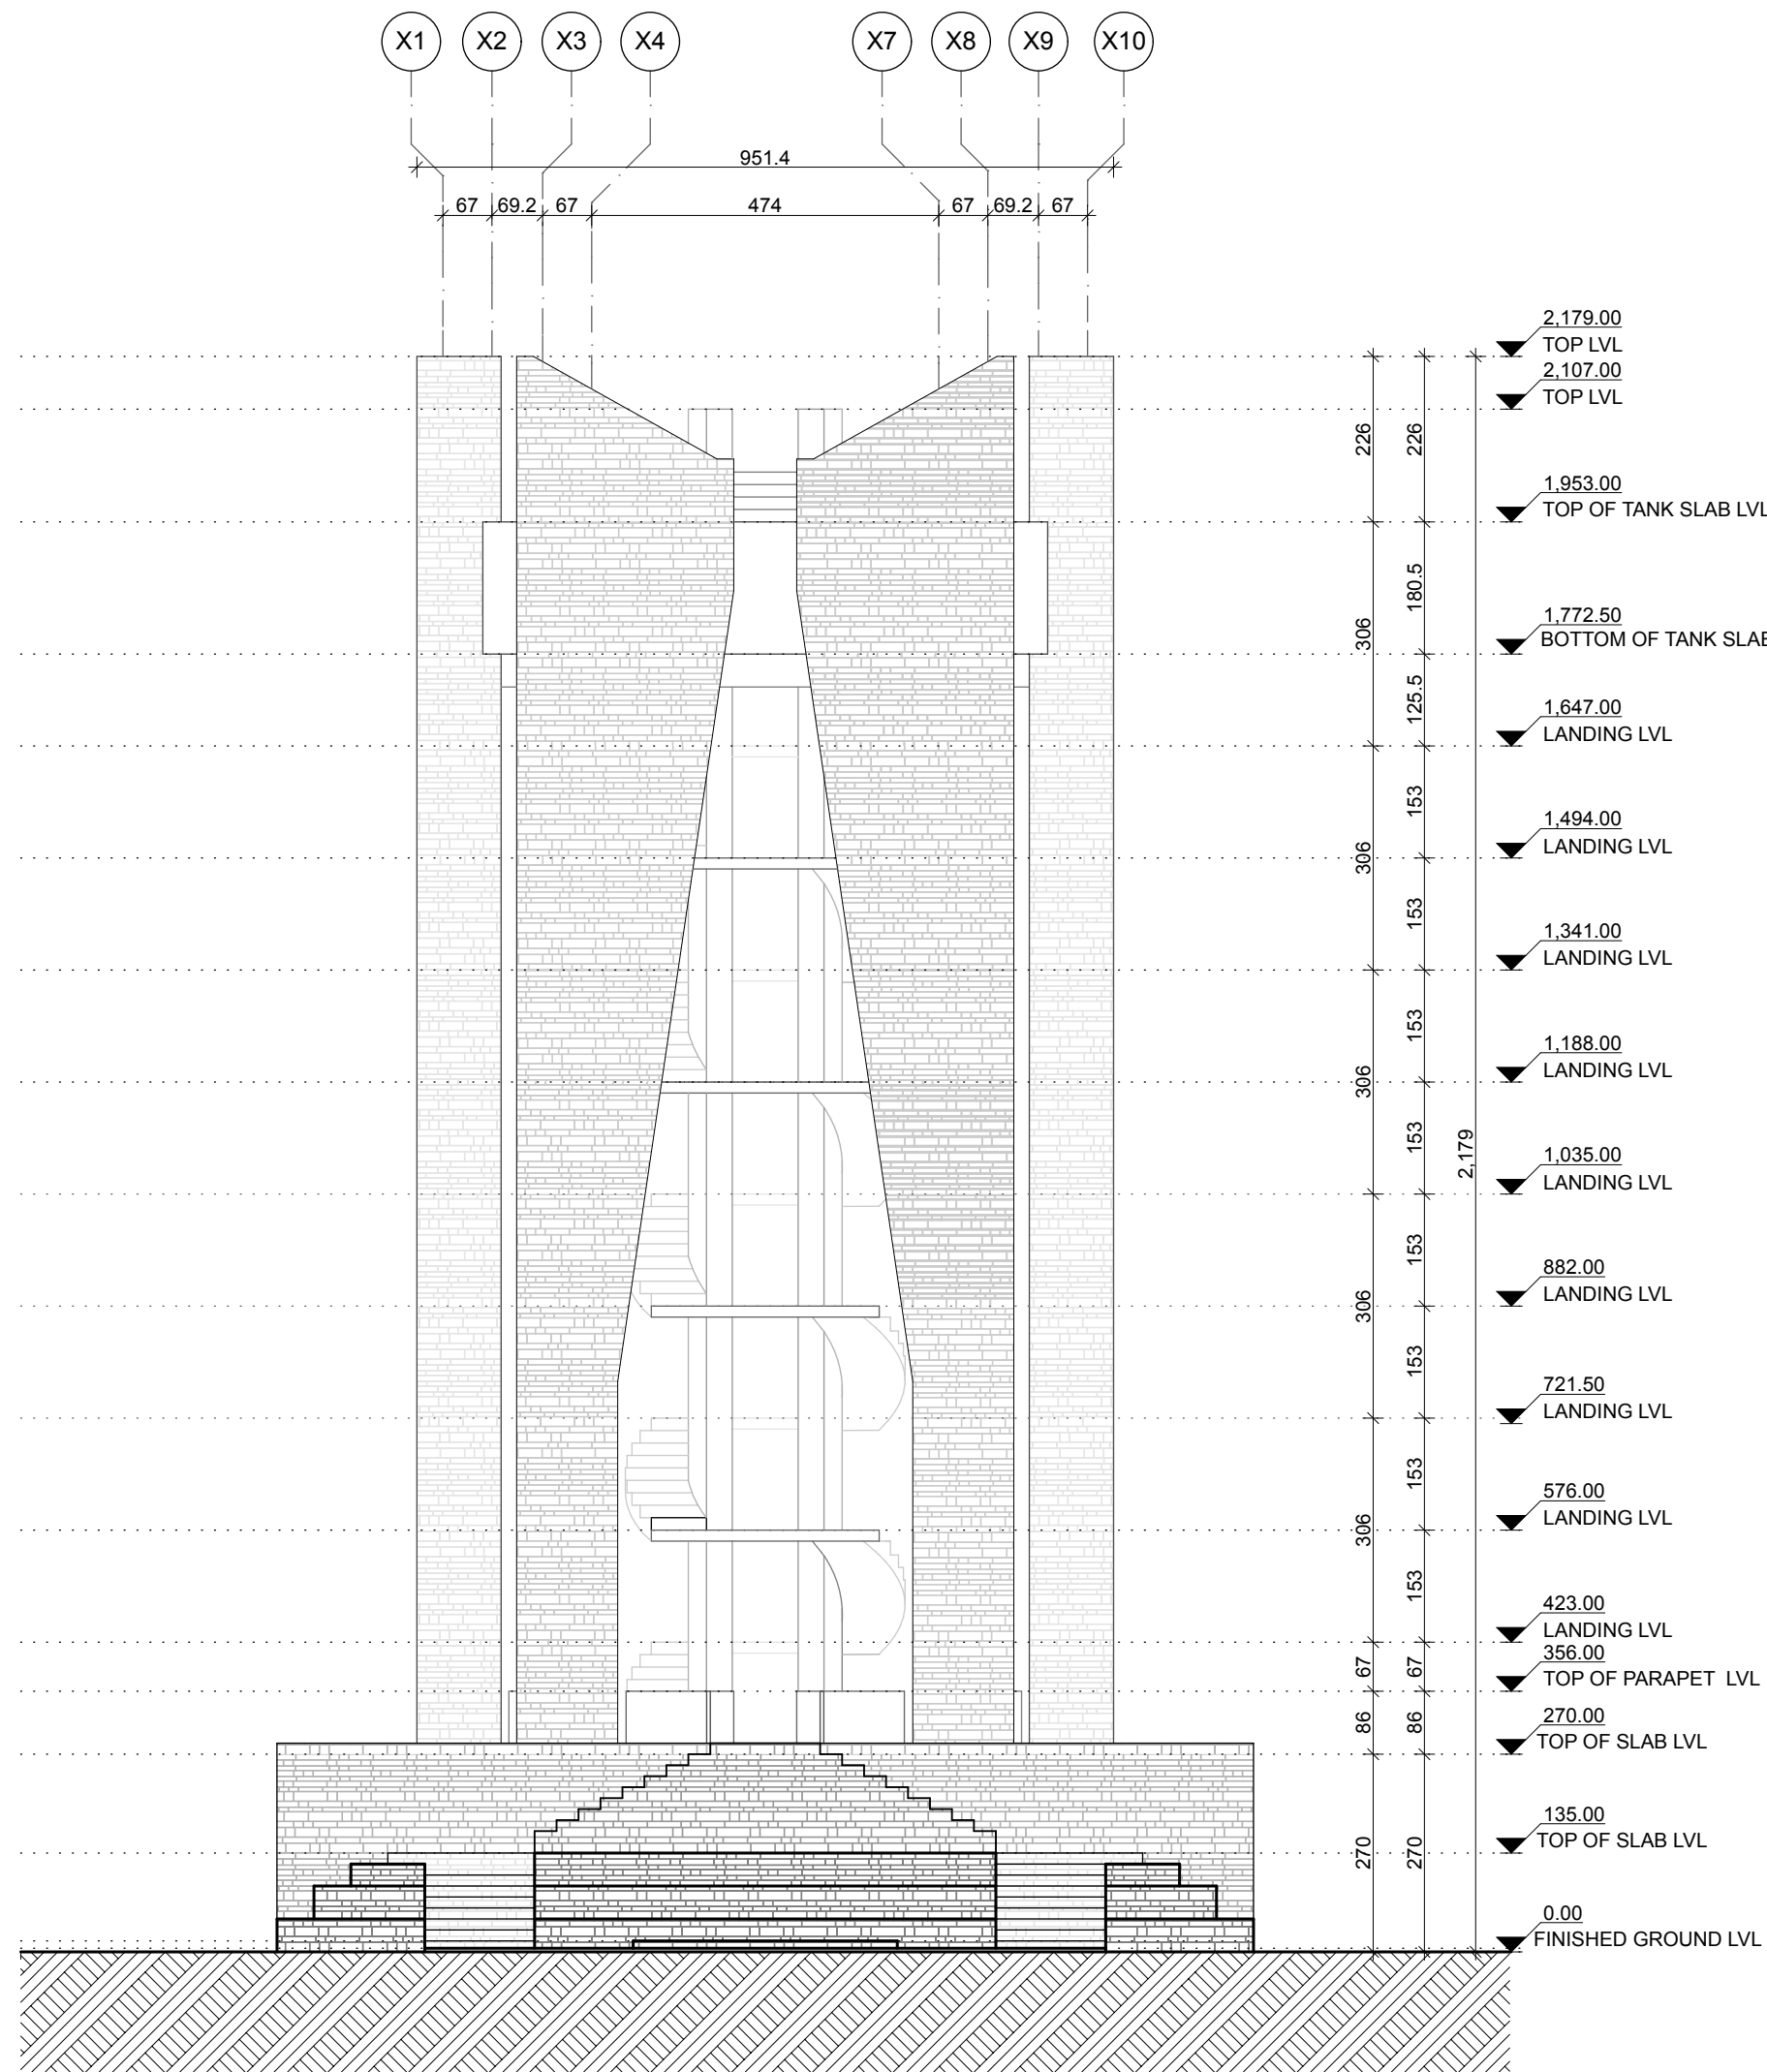 X1 X2 X3 X4 X7 X8 X9 X10
951.4
67 69.2 67 474 67 69.2 67
2,179.00
TOP LVL
2,107.00
TOP LVL
226 226
1,953.00
TOP OF TANK SLAB LVL
180.5
1,772.50
306
BOTTOM OF TANK SLAB
125.5
1,647.00
LANDING LVL
153
1,494.00
LANDING LVL
306
153
1,341.00
LANDING LVL
153
1,188.00
LANDING LVL
306
153
2,179
1,035.00
LANDING LVL
153
882.00
LANDING LVL
306
153
721.50
LANDING LVL
153
576.00
LANDING LVL
306
153
423.00
LANDING LVL
67 67
356.00
TOP OF PARAPET LVL
86 86
270.00
TOP OF SLAB LVL
135.00
TOP OF SLAB LVL
270 270
0.00
FINISHED GROUND LVL